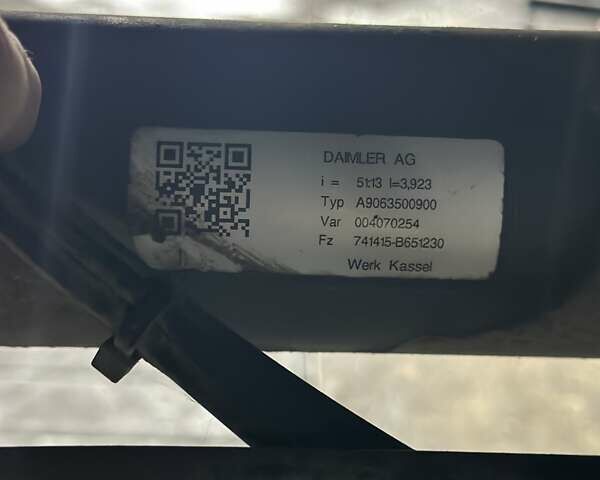 DAIMLER AG
i = 51:13 I=3,923
Typ A9063500900
Var 004070254
Fz 741415-B651230
Werk Kassel